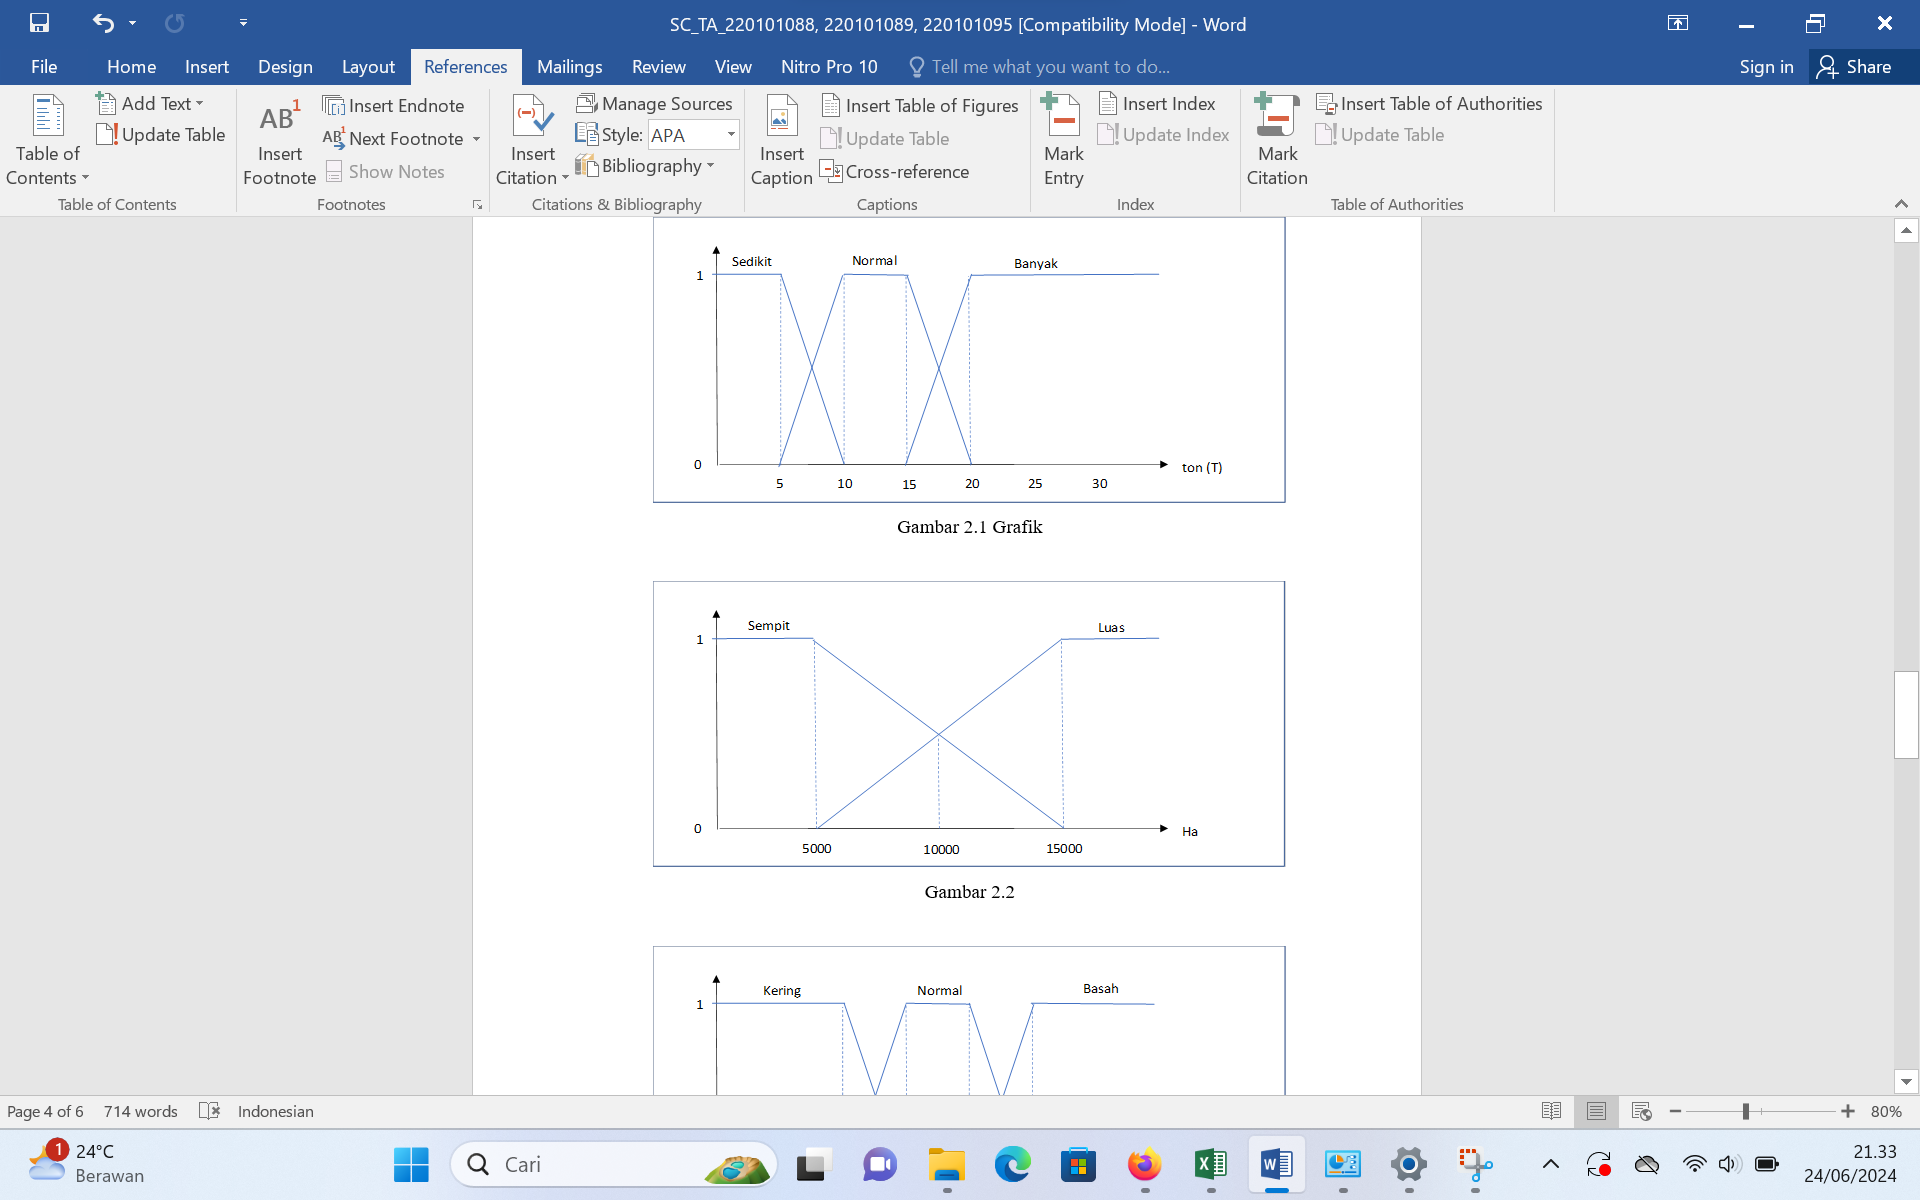 SC_TA_220101088, 220101089, 220101095 [Compatibility Mode] - Word
File Home Insert Design Layout References Mailings Review View Nitro Pro 10 Tell me what you want to do... Sign in Share
Table of Contents
Add Text
Update Table
Table of Contents
AB1 Insert Footnote
Insert Endnote
AB1 Next Footnote
Show Notes
Footnotes
Insert Citation
Manage Sources
Style: APA
Bibliography
Citations & Bibliography
Insert Caption
Insert Table of Figures
Update Table
Cross-reference
Captions
Mark Entry
Insert Index
Update Index
Index
Mark Citation
Insert Table of Authorities
Update Table
Table of Authorities
Sedikit Normal Banyak
1
0 ton (T)
5 10 15 20 25 30
Gambar 2.1 Grafik
Sempit Luas
1
0 Ha
5000 10000 15000
Gambar 2.2
Kering Normal Basah
1
Page 4 of 6 714 words Indonesian 80%
1 24°C
Berawan
Cari
21.33
24/06/2024